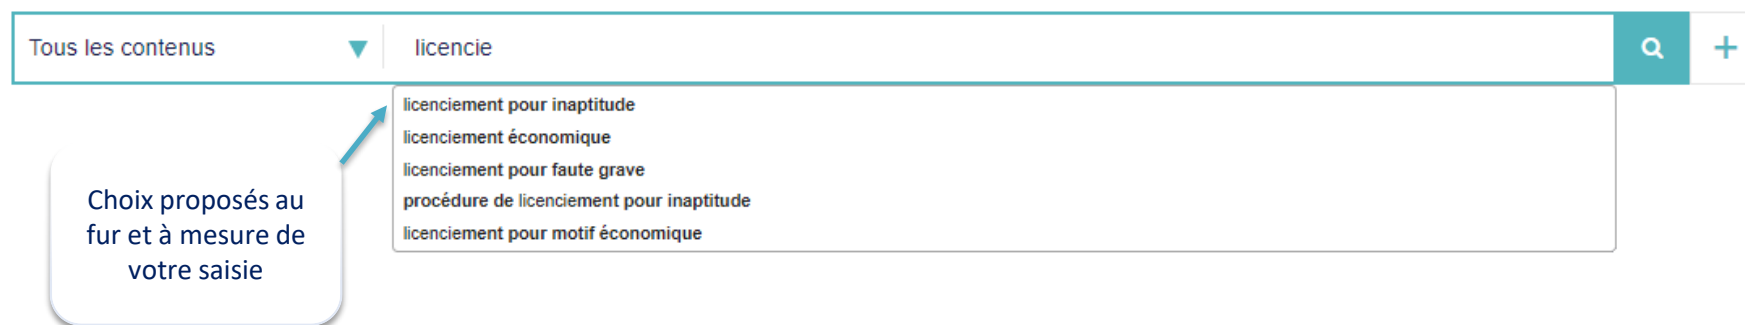 Tous les contenus
licencie
licenciement pour inaptitude
licenciement économique
licenciement pour faute grave
procédure de licenciement pour inaptitude
licenciement pour motif économique
Choix proposés au
fur et à mesure de
votre saisie